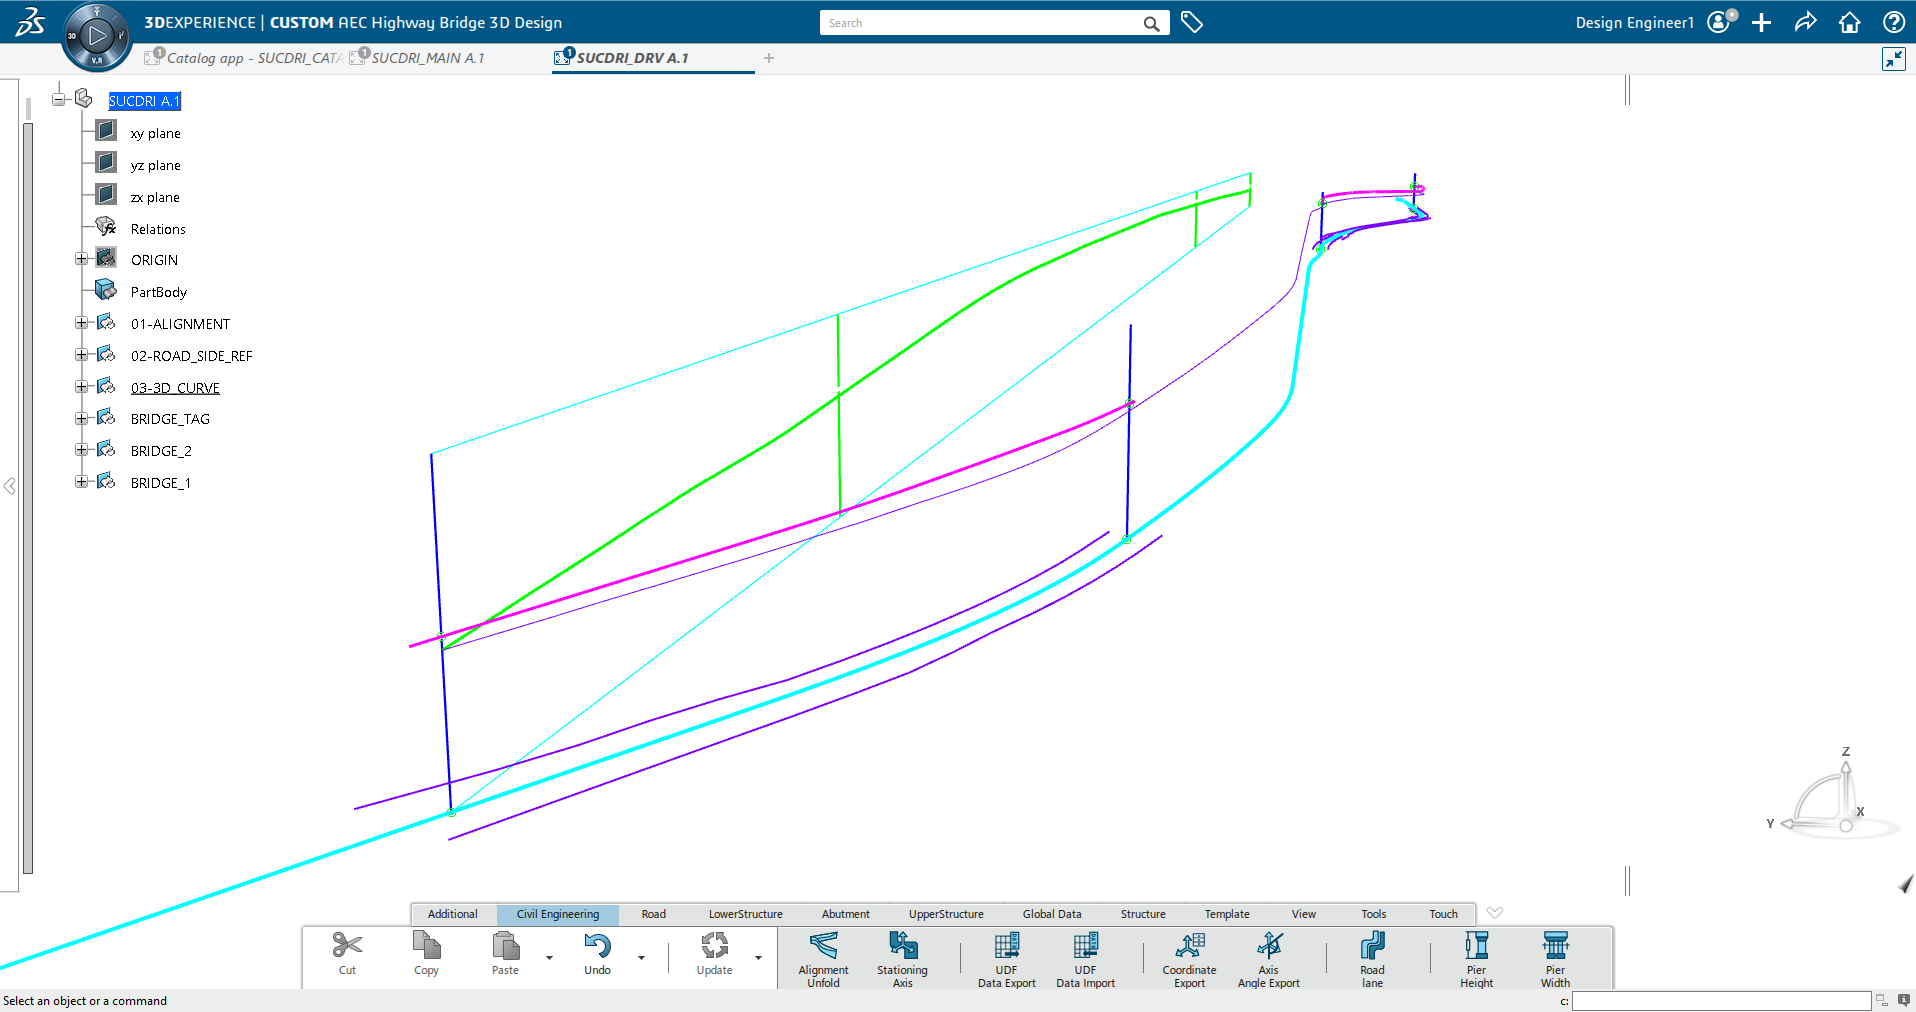 3DEXPERIENCE | CUSTOM AEC Highway Bridge 3D Design
Search
Design Engineer1
3D
V.R
Catalog app - SUCDRI_CATA
1
SUCDRI_MAIN A.1
1
SUCDRI_DRV A.1
1
SUCDRI A.1
xy plane
yz plane
zx plane
Relations
ORIGIN
PartBody
01-ALIGNMENT
02-ROAD_SIDE_REF
03-3D_CURVE
BRIDGE_TAG
BRIDGE_2
BRIDGE_1
Z
Y
X
Additional
Civil Engineering
Road
LowerStructure
Abutment
UpperStructure
Global Data
Structure
Template
View
Tools
Touch
Cut
Copy
Paste
Undo
Update
Alignment
Unfold
Stationing
Axis
UDF
Data Export
UDF
Data Import
Coordinate
Export
Axis
Angle Export
Road
lane
Pier
Height
Pier
Width
Select an object or a command
c: